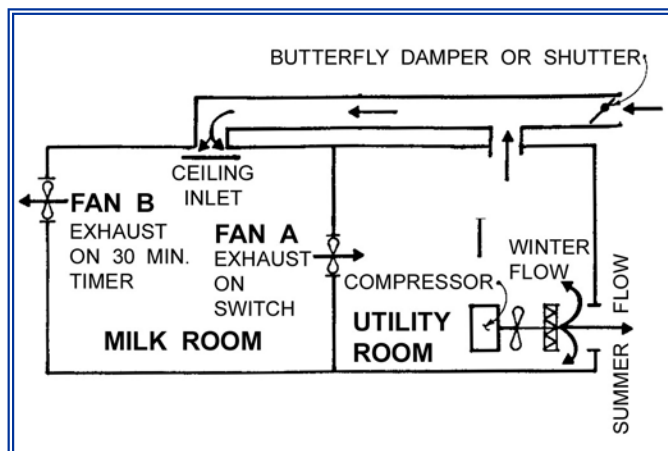 BUTTERFLY DAMPER OR SHUTTER
CEILING
INLET
FAN B
EXHAUST
ON 30 MIN.
TIMER
FAN A
EXHAUST
ON
SWITCH
MILK ROOM
COMPRESSOR
UTILITY
ROOM
WINTER
FLOW
SUMMER FLOW